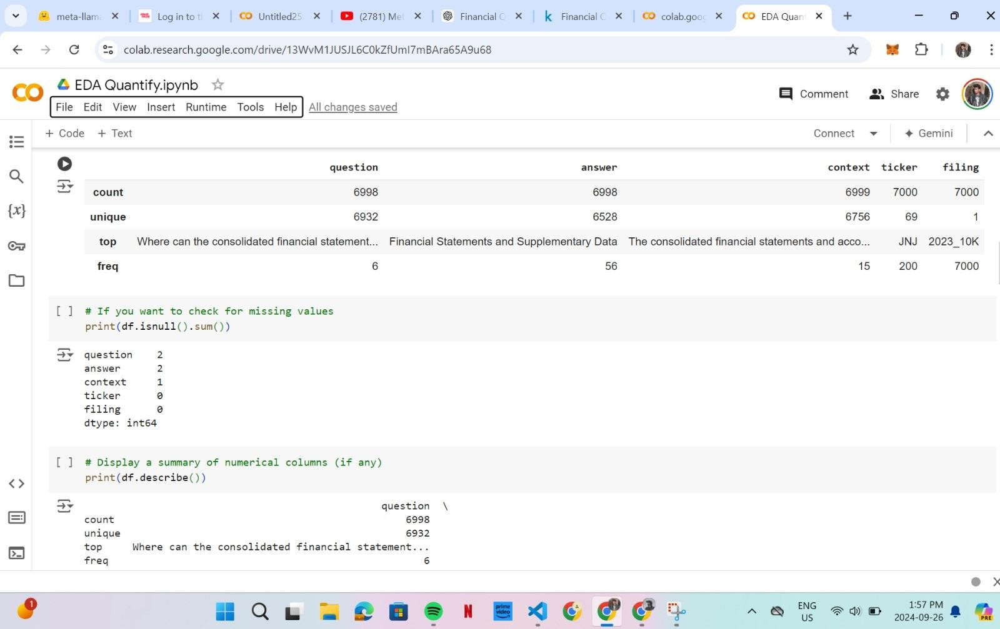 meta-llama
Log in to t
Untitled25
(2781) Met
Financial Q
Financial Q
colab.goog
EDA Quant
colab.research.google.com/drive/13WvM1JUSJL6C0kZfUmI7mBAra65A9u68
EDA Quantify.ipynb
File Edit View Insert Runtime Tools Help All changes saved
Comment Share
+ Code + Text
Connect Gemini
question answer context ticker filing
count 6998 6998 6999 7000 7000
unique 6932 6528 6756 69 1
top Where can the consolidated financial statement... Financial Statements and Supplementary Data The consolidated financial statements and acco... JNJ 2023_10K
freq 6 56 15 200 7000
[ ] # If you want to check for missing values
print(df.isnull().sum())
question 2
answer 2
context 1
ticker 0
filing 0
dtype: int64
[ ] # Display a summary of numerical columns (if any)
print(df.describe())
question \
count 6998
unique 6932
top Where can the consolidated financial statement...
freq 6
{x}
1
N
prime video
ENG
US
1:57 PM
2024-09-26
PRE